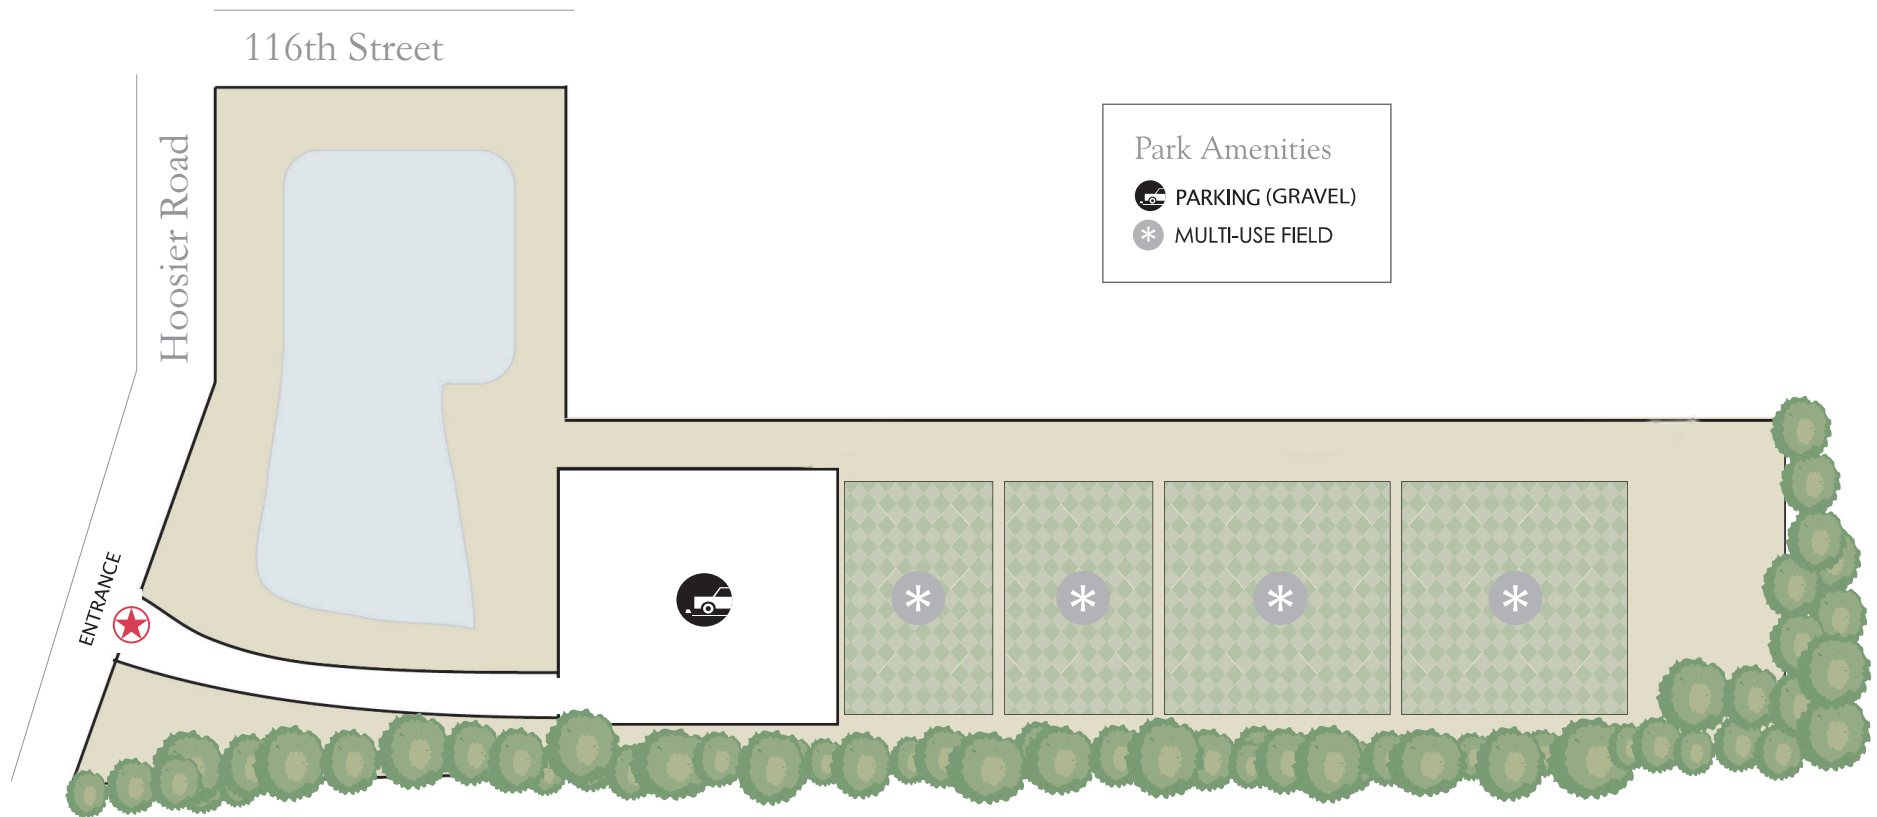 116th Street
Hoosier Road
Park Amenities
PARKING (GRAVEL)
MULTI-USE FIELD
ENTRANCE